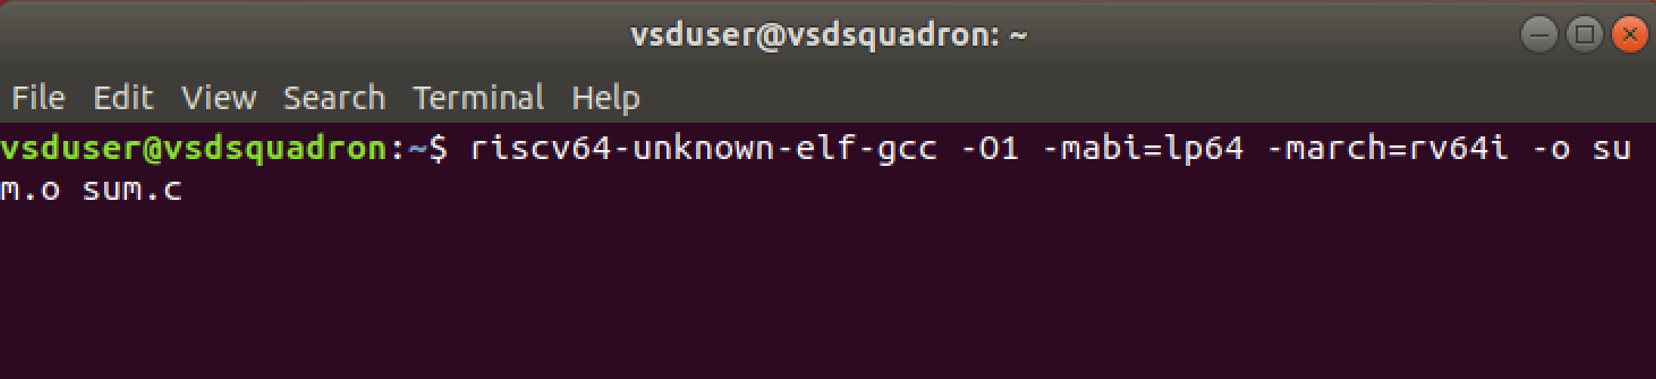 vsduser@vsdsquadron: ~
File Edit View Search Terminal Help
vsduser@vsdsquadron:~$ riscv64-unknown-elf-gcc -O1 -mabi=lp64 -march=rv64i -o su
m.o sum.c